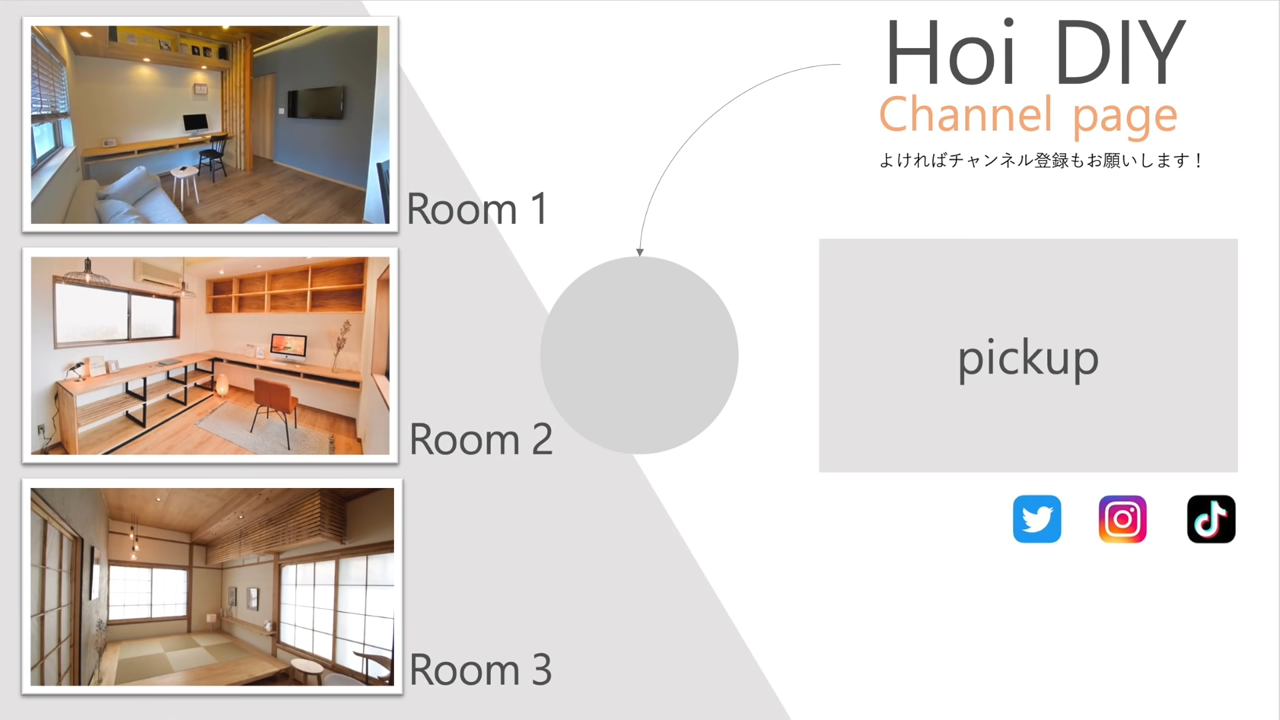 Hoi DIY
Channel page
よければチャンネル登録もお願いします！
Room 1
Room 2
Room 3
pickup